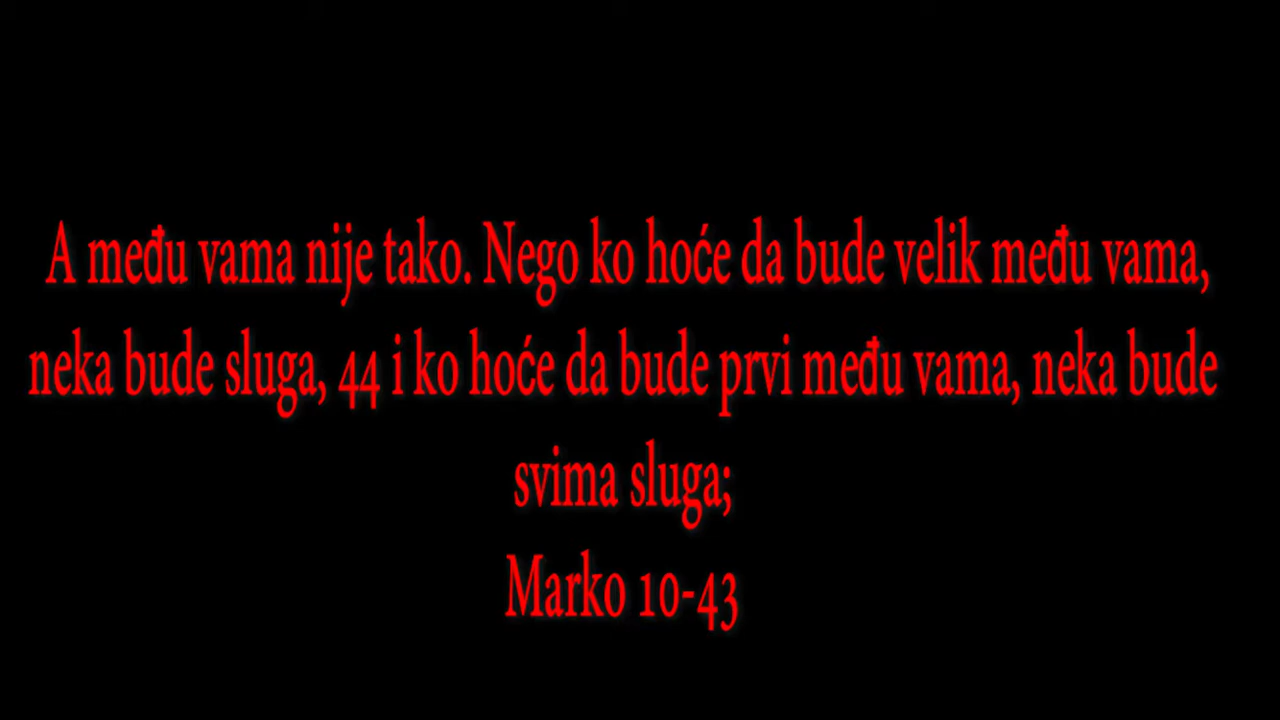 A među vama nije tako. Nego ko hoće da bude velik među vama,
neka bude sluga, 44 i ko hoće da bude prvi među vama, neka bude
svima sluga;
Marko 10-43